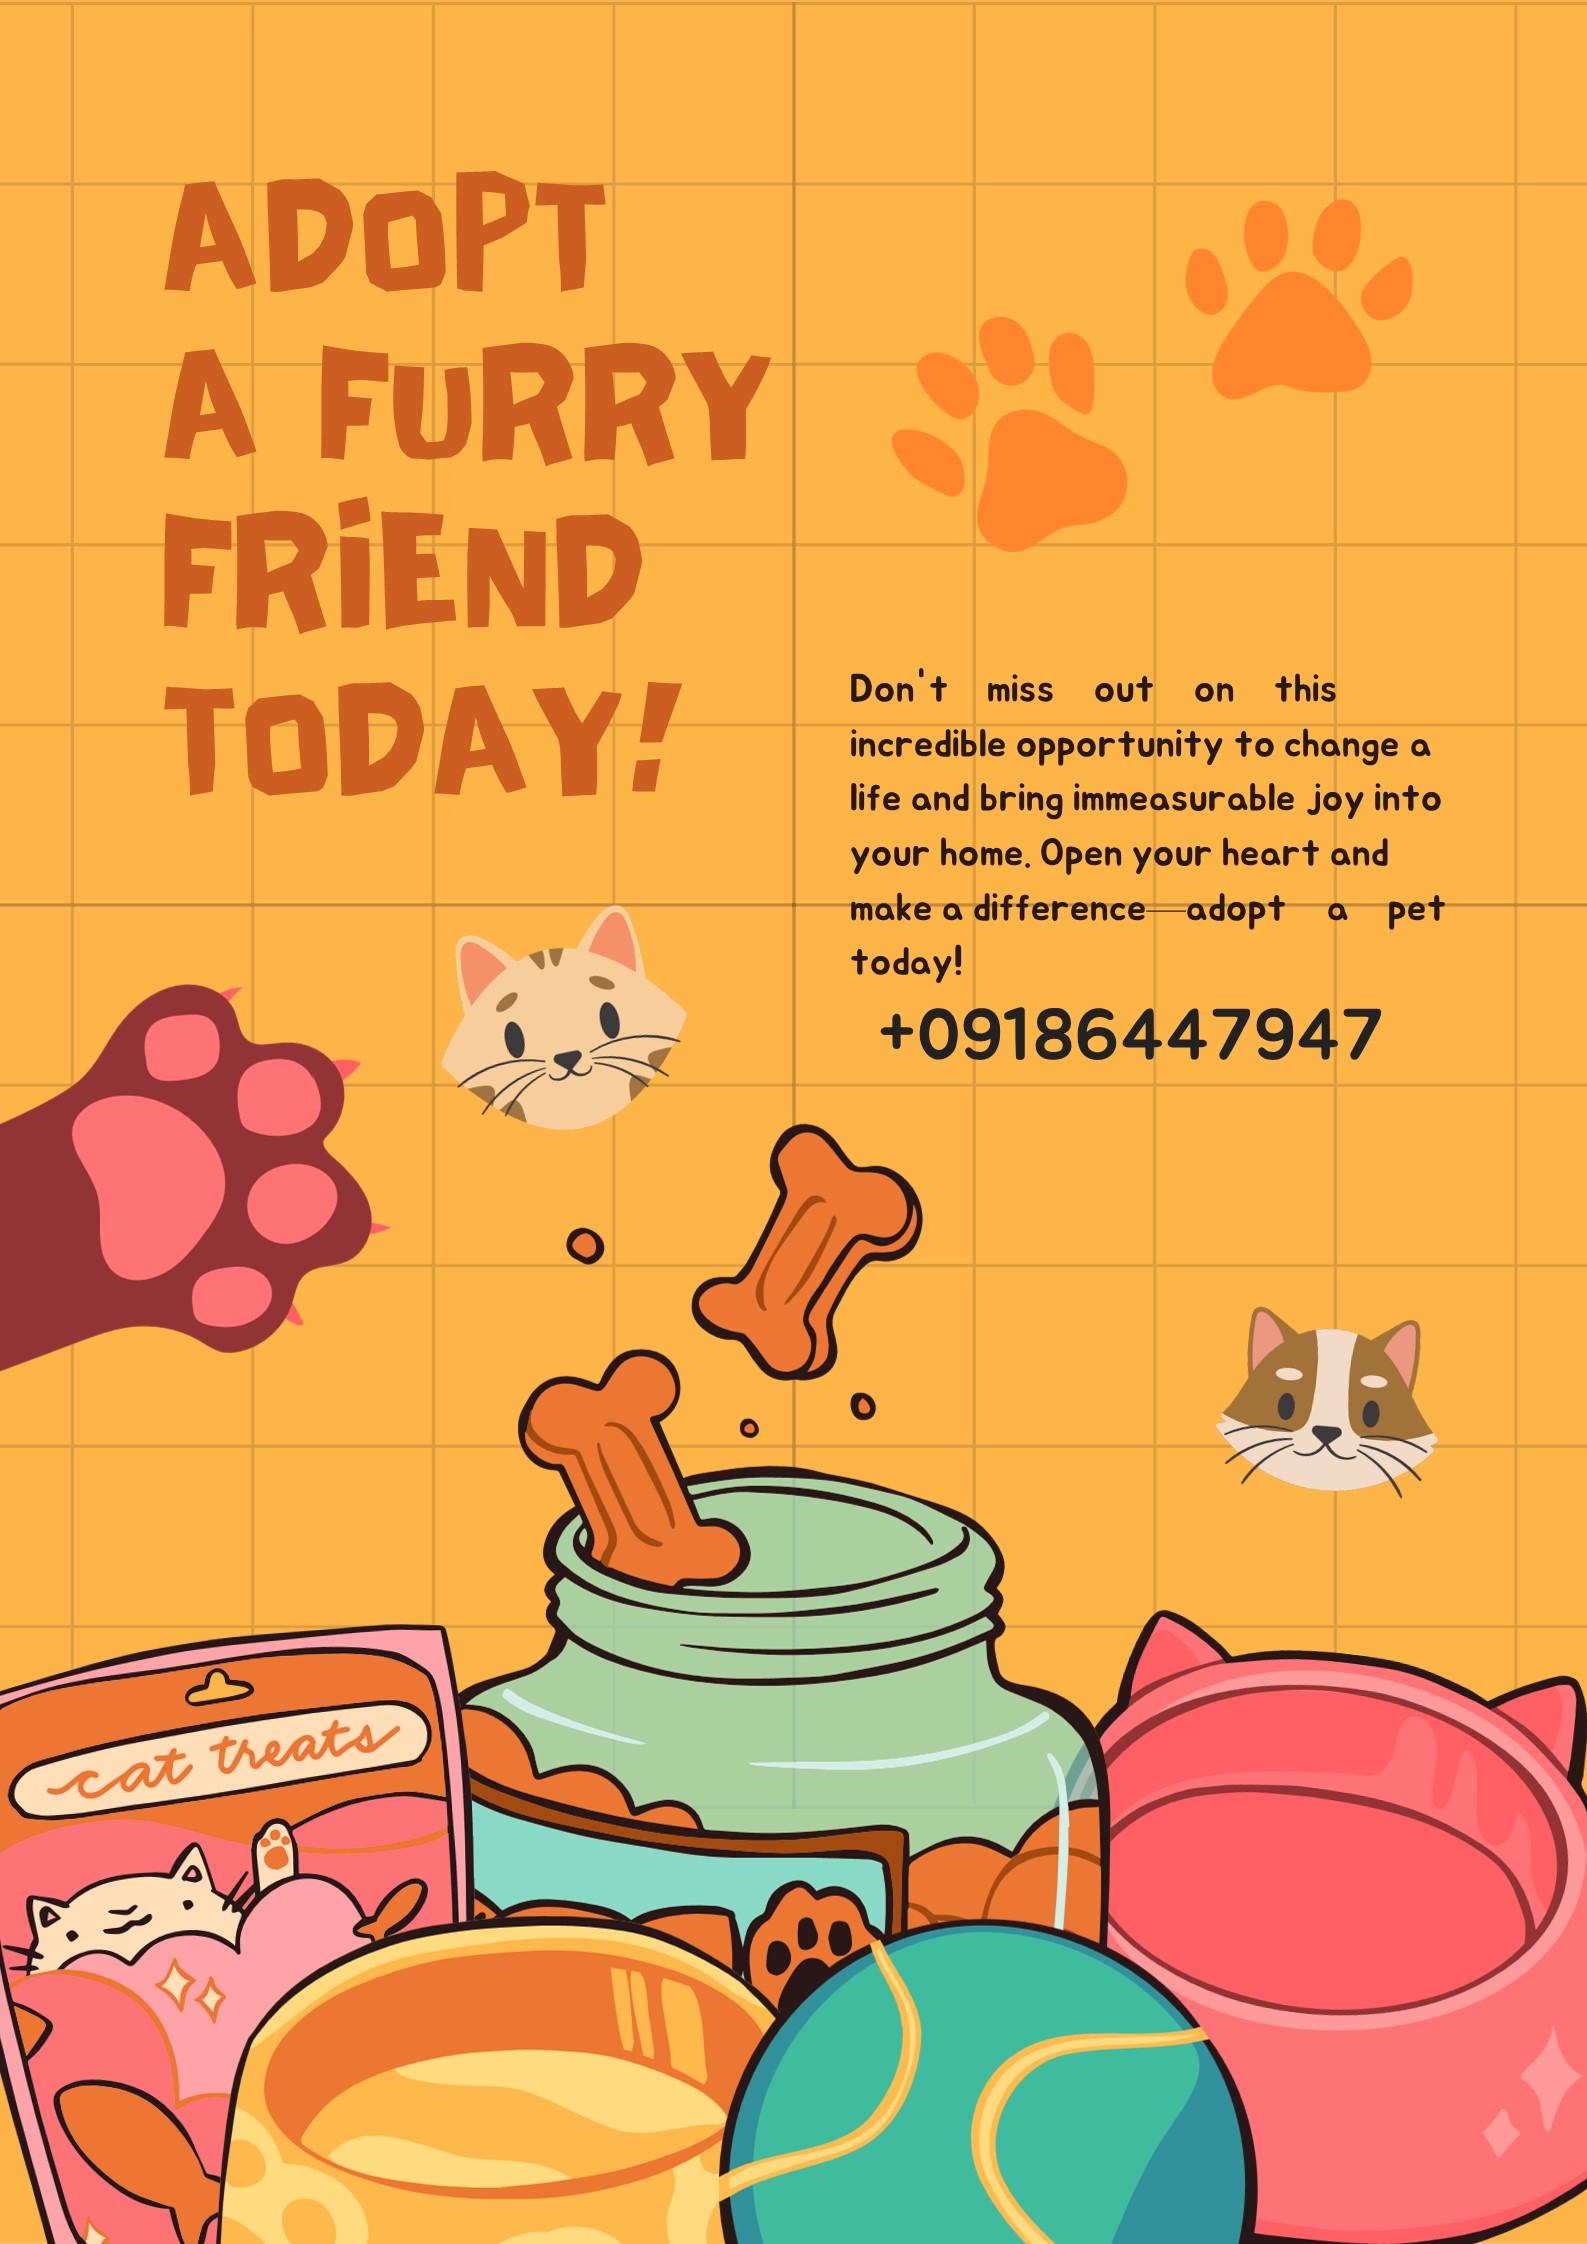 ADOPT
A FURRY
FRIEND
TODAY!
Don't miss out on this
incredible opportunity to change a
life and bring immeasurable joy into
your home. Open your heart and
make a difference—adopt a pet
today!
+09186447947
cat treats